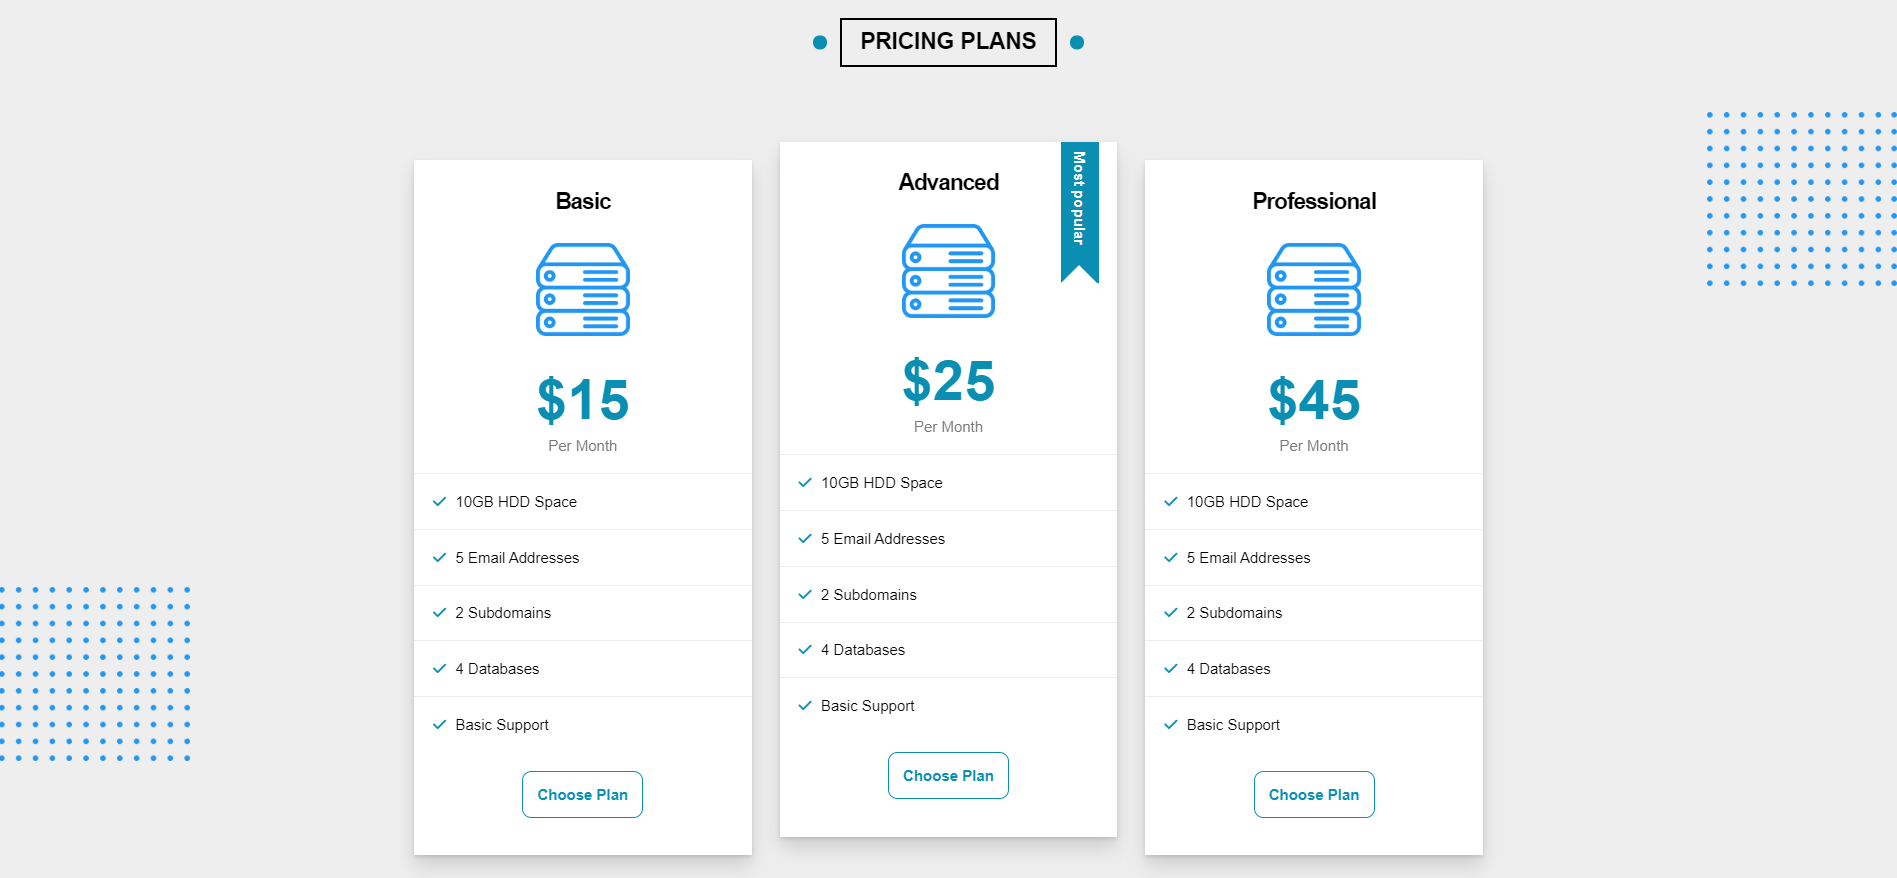 PRICING PLANS
Basic
$15
Per Month
10GB HDD Space
5 Email Addresses
2 Subdomains
4 Databases
Basic Support
Choose Plan
Most popular
Advanced
$25
Per Month
10GB HDD Space
5 Email Addresses
2 Subdomains
4 Databases
Basic Support
Choose Plan
Professional
$45
Per Month
10GB HDD Space
5 Email Addresses
2 Subdomains
4 Databases
Basic Support
Choose Plan